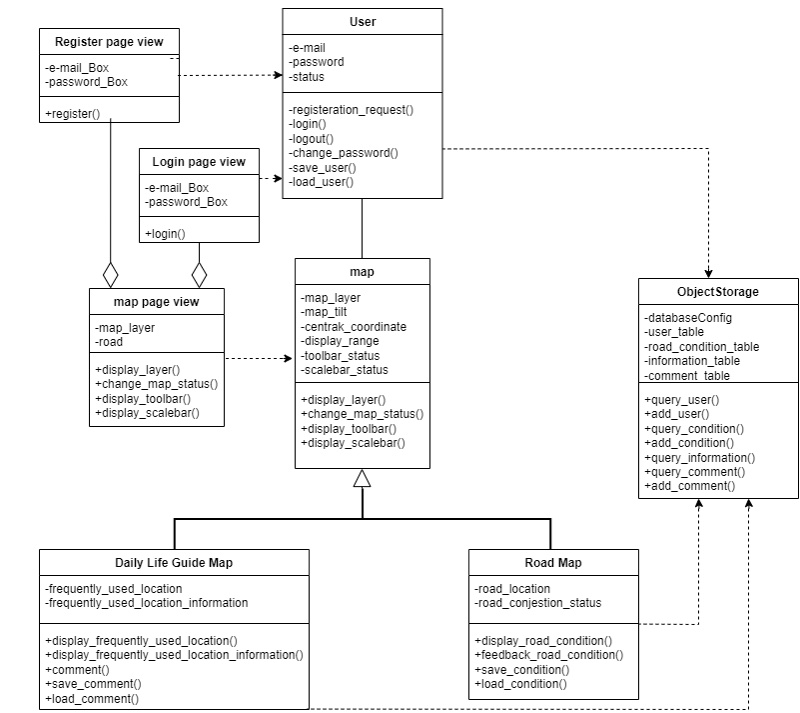 Register page view
-e-mail_Box
-password_Box
+register()
User
-e-mail
-password
-status
-registeration_request()
-login()
-logout()
-change_password()
-save_user()
-load_user()
Login page view
-e-mail_Box
-password_Box
+login()
map page view
-map_layer
-road
+display_layer()
+change_map_status()
+display_toolbar()
+display_scalebar()
map
-map_layer
-map_tilt
-centrak_coordinate
-display_range
-toolbar_status
-scalebar_status
+display_layer()
+change_map_status()
+display_toolbar()
+display_scalebar()
ObjectStorage
-databaseConfig
-user_table
-road_condition_table
-information_table
-comment_table
+query_user()
+add_user()
+query_condition()
+add_condition()
+query_information()
+query_comment()
+add_comment()
Daily Life Guide Map
-frequently_used_location
-frequently_used_location_information
+display_frequently_used_location()
+display_frequently_used_location_information()
+comment()
+save_comment()
+load_comment()
Road Map
-road_location
-road_conjestion_status
+display_road_condition()
+feedback_road_condition()
+save_condition()
+load_condition()